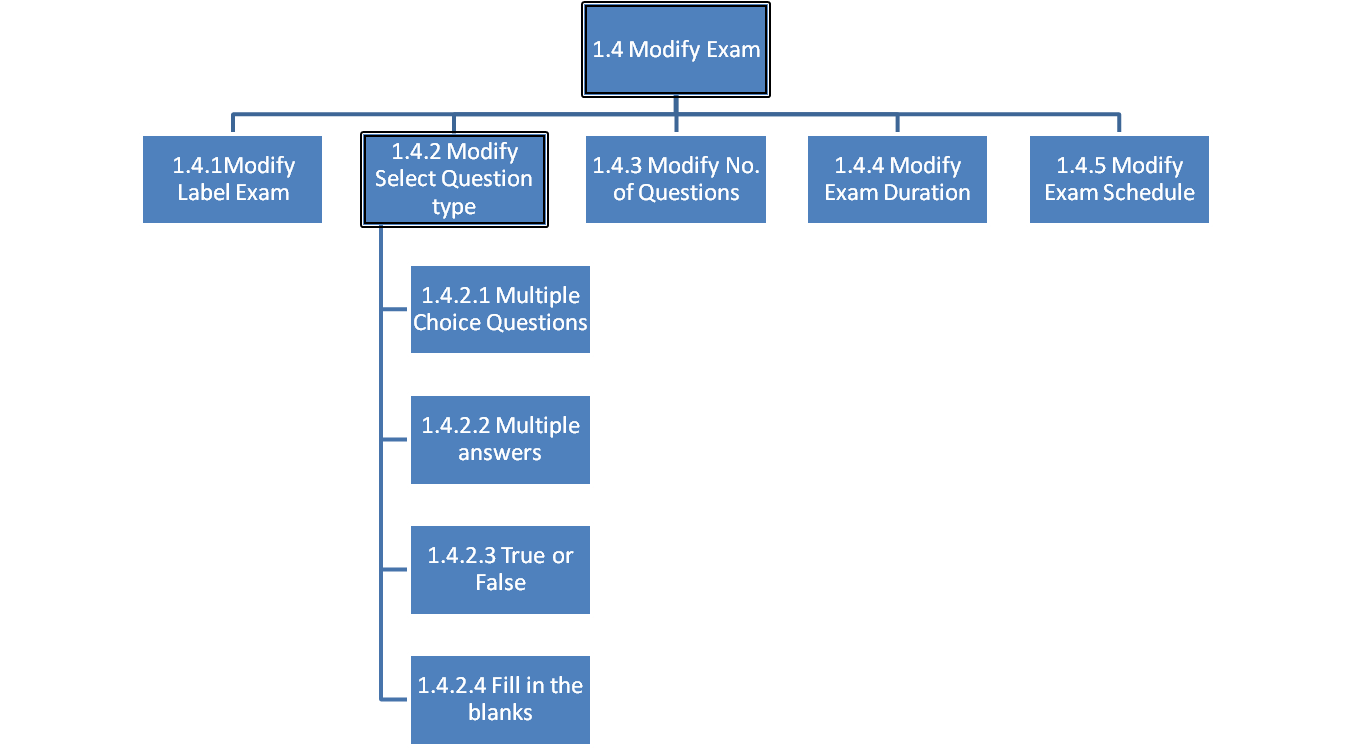 1.4 Modify Exam
1.4.1Modify
Label Exam
1.4.2 Modify
Select Question
type
1.4.3 Modify No.
of Questions
1.4.4 Modify
Exam Duration
1.4.5 Modify
Exam Schedule
1.4.2.1 Multiple
Choice Questions
1.4.2.2 Multiple
answers
1.4.2.3 True or
False
1.4.2.4 Fill in the
blanks